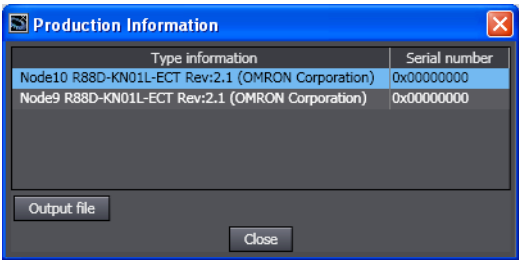 Production Information
Type information Serial number
Node10 R88D-KN01L-ECT Rev:2.1 (OMRON Corporation) 0x00000000
Node9 R88D-KN01L-ECT Rev:2.1 (OMRON Corporation) 0x00000000
Output file
Close